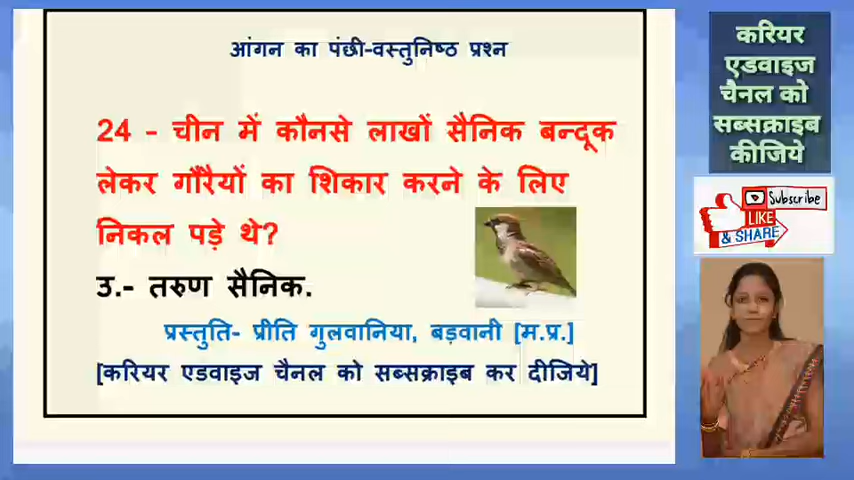 आंगन का पंछी-वस्तुनिष्ठ प्रश्न
24 - चीन में कौनसे लाखों सैनिक बन्दूक
लेकर गौरैयों का शिकार करने के लिए
निकल पड़े थे?
उ.- तरुण सैनिक.
प्रस्तुति- प्रीति गुलवानिया, बड़वानी [म.प्र.]
[करियर एडवाइज चैनल को सब्सक्राइब कर दीजिये]
करियर
एडवाइज
चैनल को
सब्सक्राइब
कीजिये
Subscribe
LIKE
& SHARE